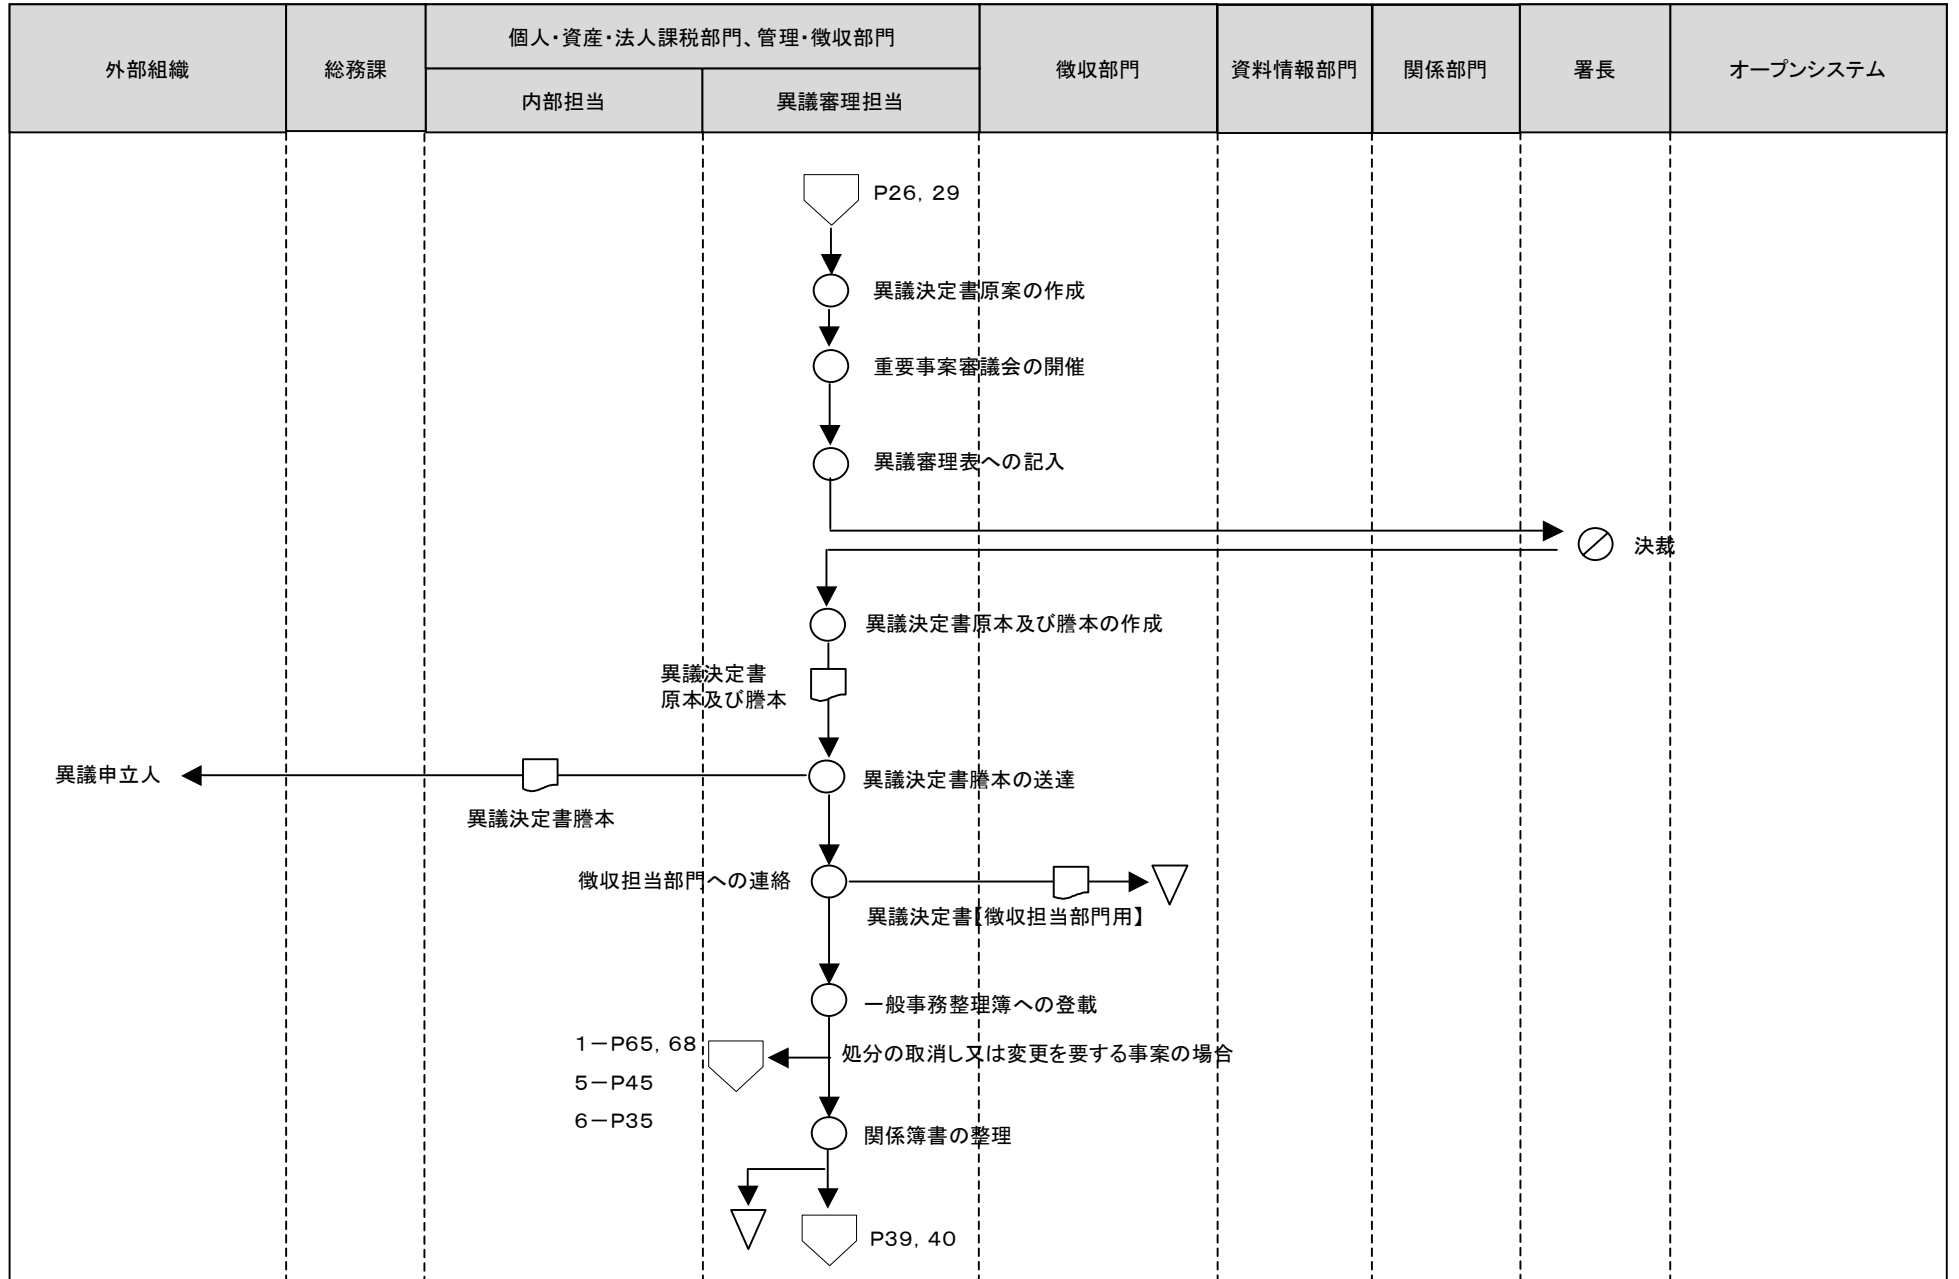 外部組織
総務課
個人・資産・法人課税部門、管理・徴収部門
内部担当
異議審理担当
徴収部門
資料情報部門
関係部門
署長
オープンシステム
P26, 29
異議決定書原案の作成
重要事案審議会の開催
異議審理表への記入
決裁
異議決定書原本及び謄本の作成
異議決定書
原本及び謄本
異議申立人
異議決定書謄本の送達
異議決定書謄本
徴収担当部門への連絡
異議決定書【徴収担当部門用】
一般事務整理簿への登載
1－P65, 68
処分の取消し又は変更を要する事案の場合
5－P45
6－P35
関係簿書の整理
P39, 40